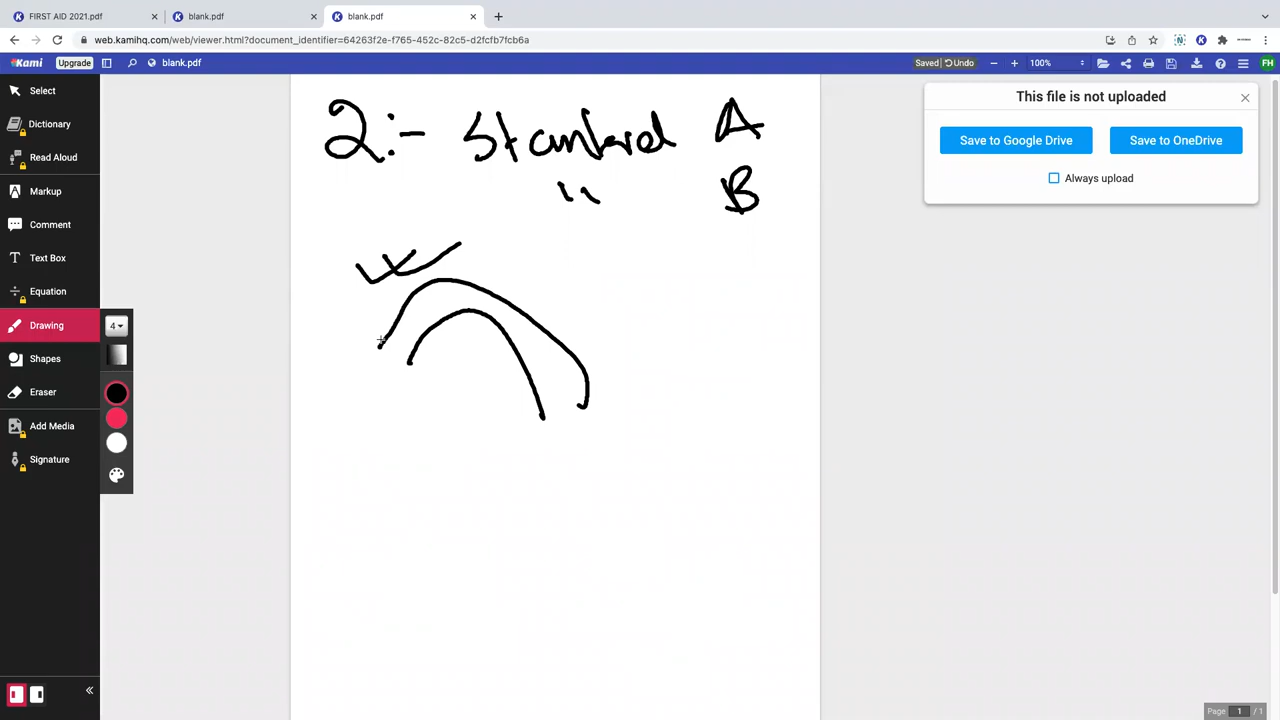 FIRST AID 2021.pdf
blank.pdf
blank.pdf
web.kamihq.com/web/viewer.html?document_identifier=64263f2e-f765-452c-82c5-d2fcfb7fcb6a
Kami Upgrade blank.pdf Saved Undo 100% FH
Select
Dictionary
Read Aloud
Markup
Comment
Text Box
Equation
Drawing
Shapes
Eraser
Add Media
Signature
4
2:- Standard A
" B
This file is not uploaded
Save to Google Drive Save to OneDrive
Always upload
Page 1 / 1